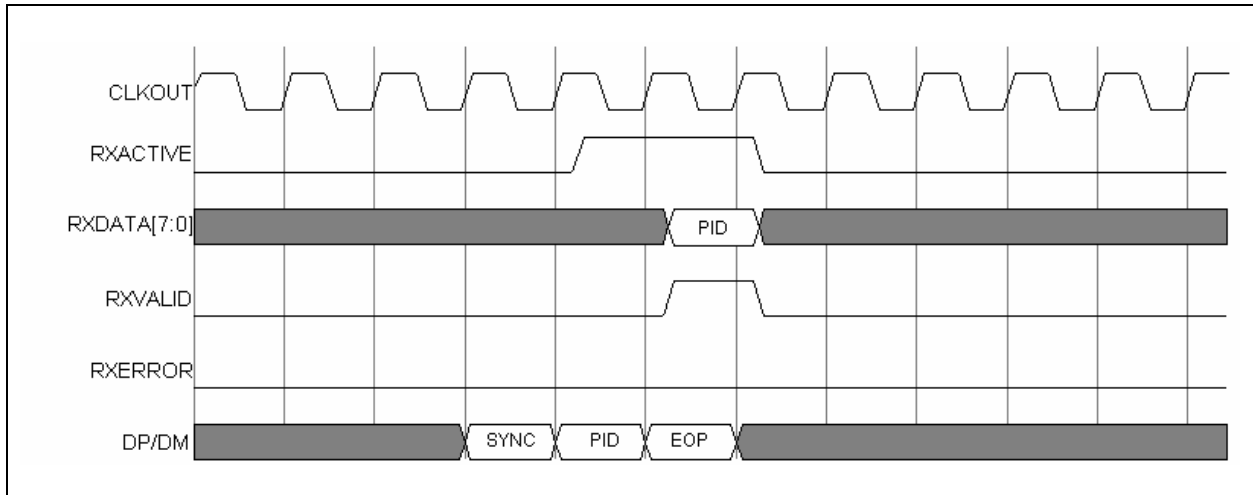 CLKOUT
RXACTIVE
RXDATA[7:0]
PID
RXVALID
RXERROR
DP/DM
SYNC
PID
EOP